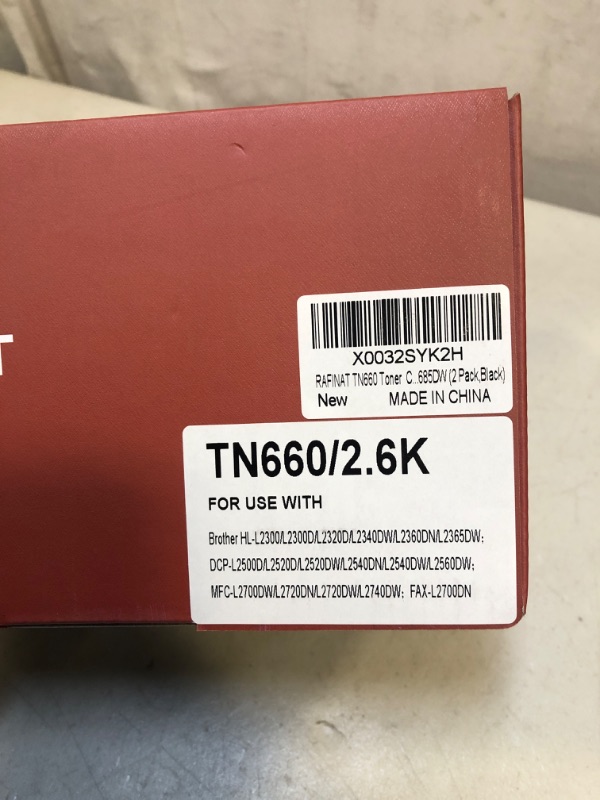 T
X0032SYK2H
RAFINAT TN660 Toner C...685DW (2 Pack,Black)
New MADE IN CHINA
TN660/2.6K
FOR USE WITH
Brother HL-L2300/L2300D/L2320D/L2340DW/L2360DN/L2365DW;
DCP-L2500D/L2520D/L2520DW/L2540DN/L2540DW/L2560DW;
MFC-L2700DW/L2720DN/L2720DW/L2740DW; FAX-L2700DN